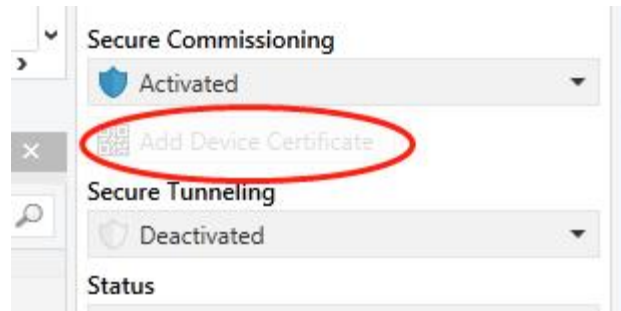 Secure Commissioning
Activated
Add Device Certificate
Secure Tunneling
Deactivated
Status